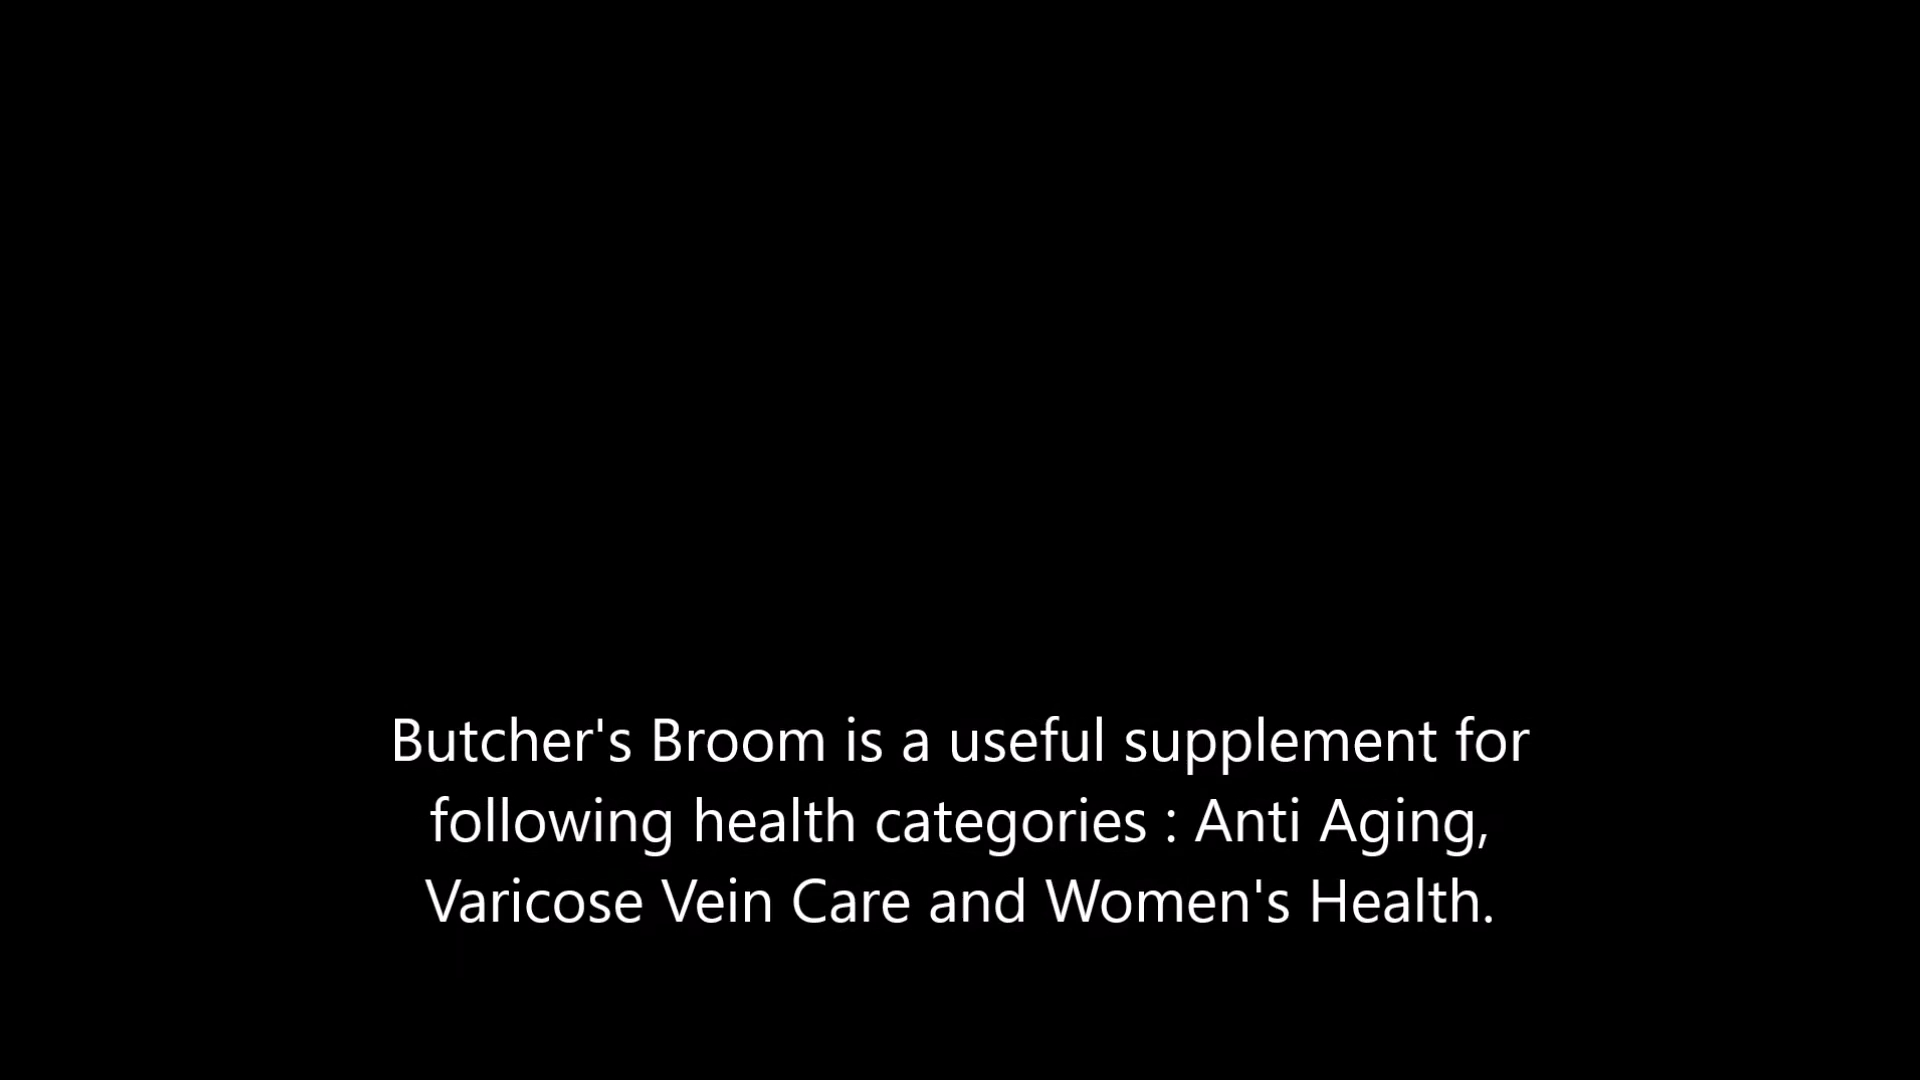 Butcher's Broom is a useful supplement for
following health categories : Anti Aging,
Varicose Vein Care and Women's Health.